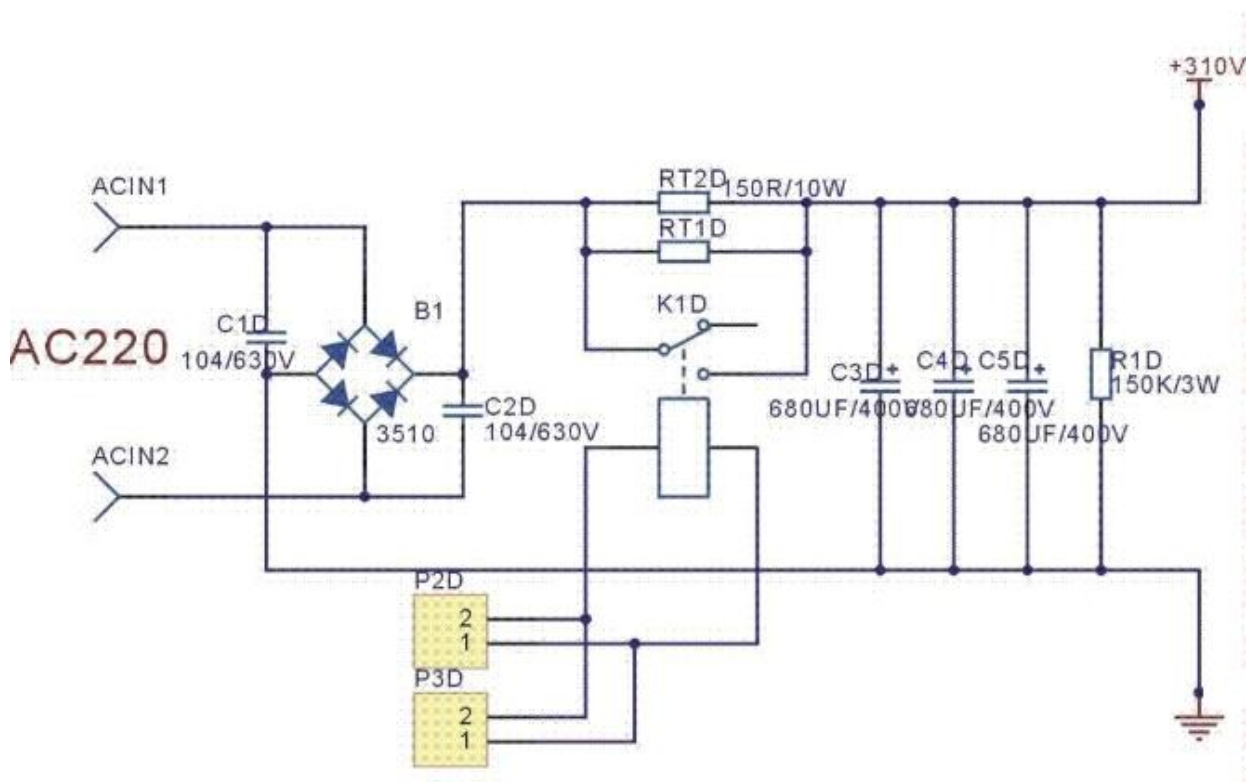 +310V
ACIN1
RT2D
150R/10W
RT1D
K1D
B1
C1D
104/630V
AC220
3510
C2D
104/630V
C3D
+
680UF/400V
C4D
+
680UF/400V
C5D
+
680UF/400V
R1D
150K/3W
ACIN2
P2D
2
1
P3D
2
1